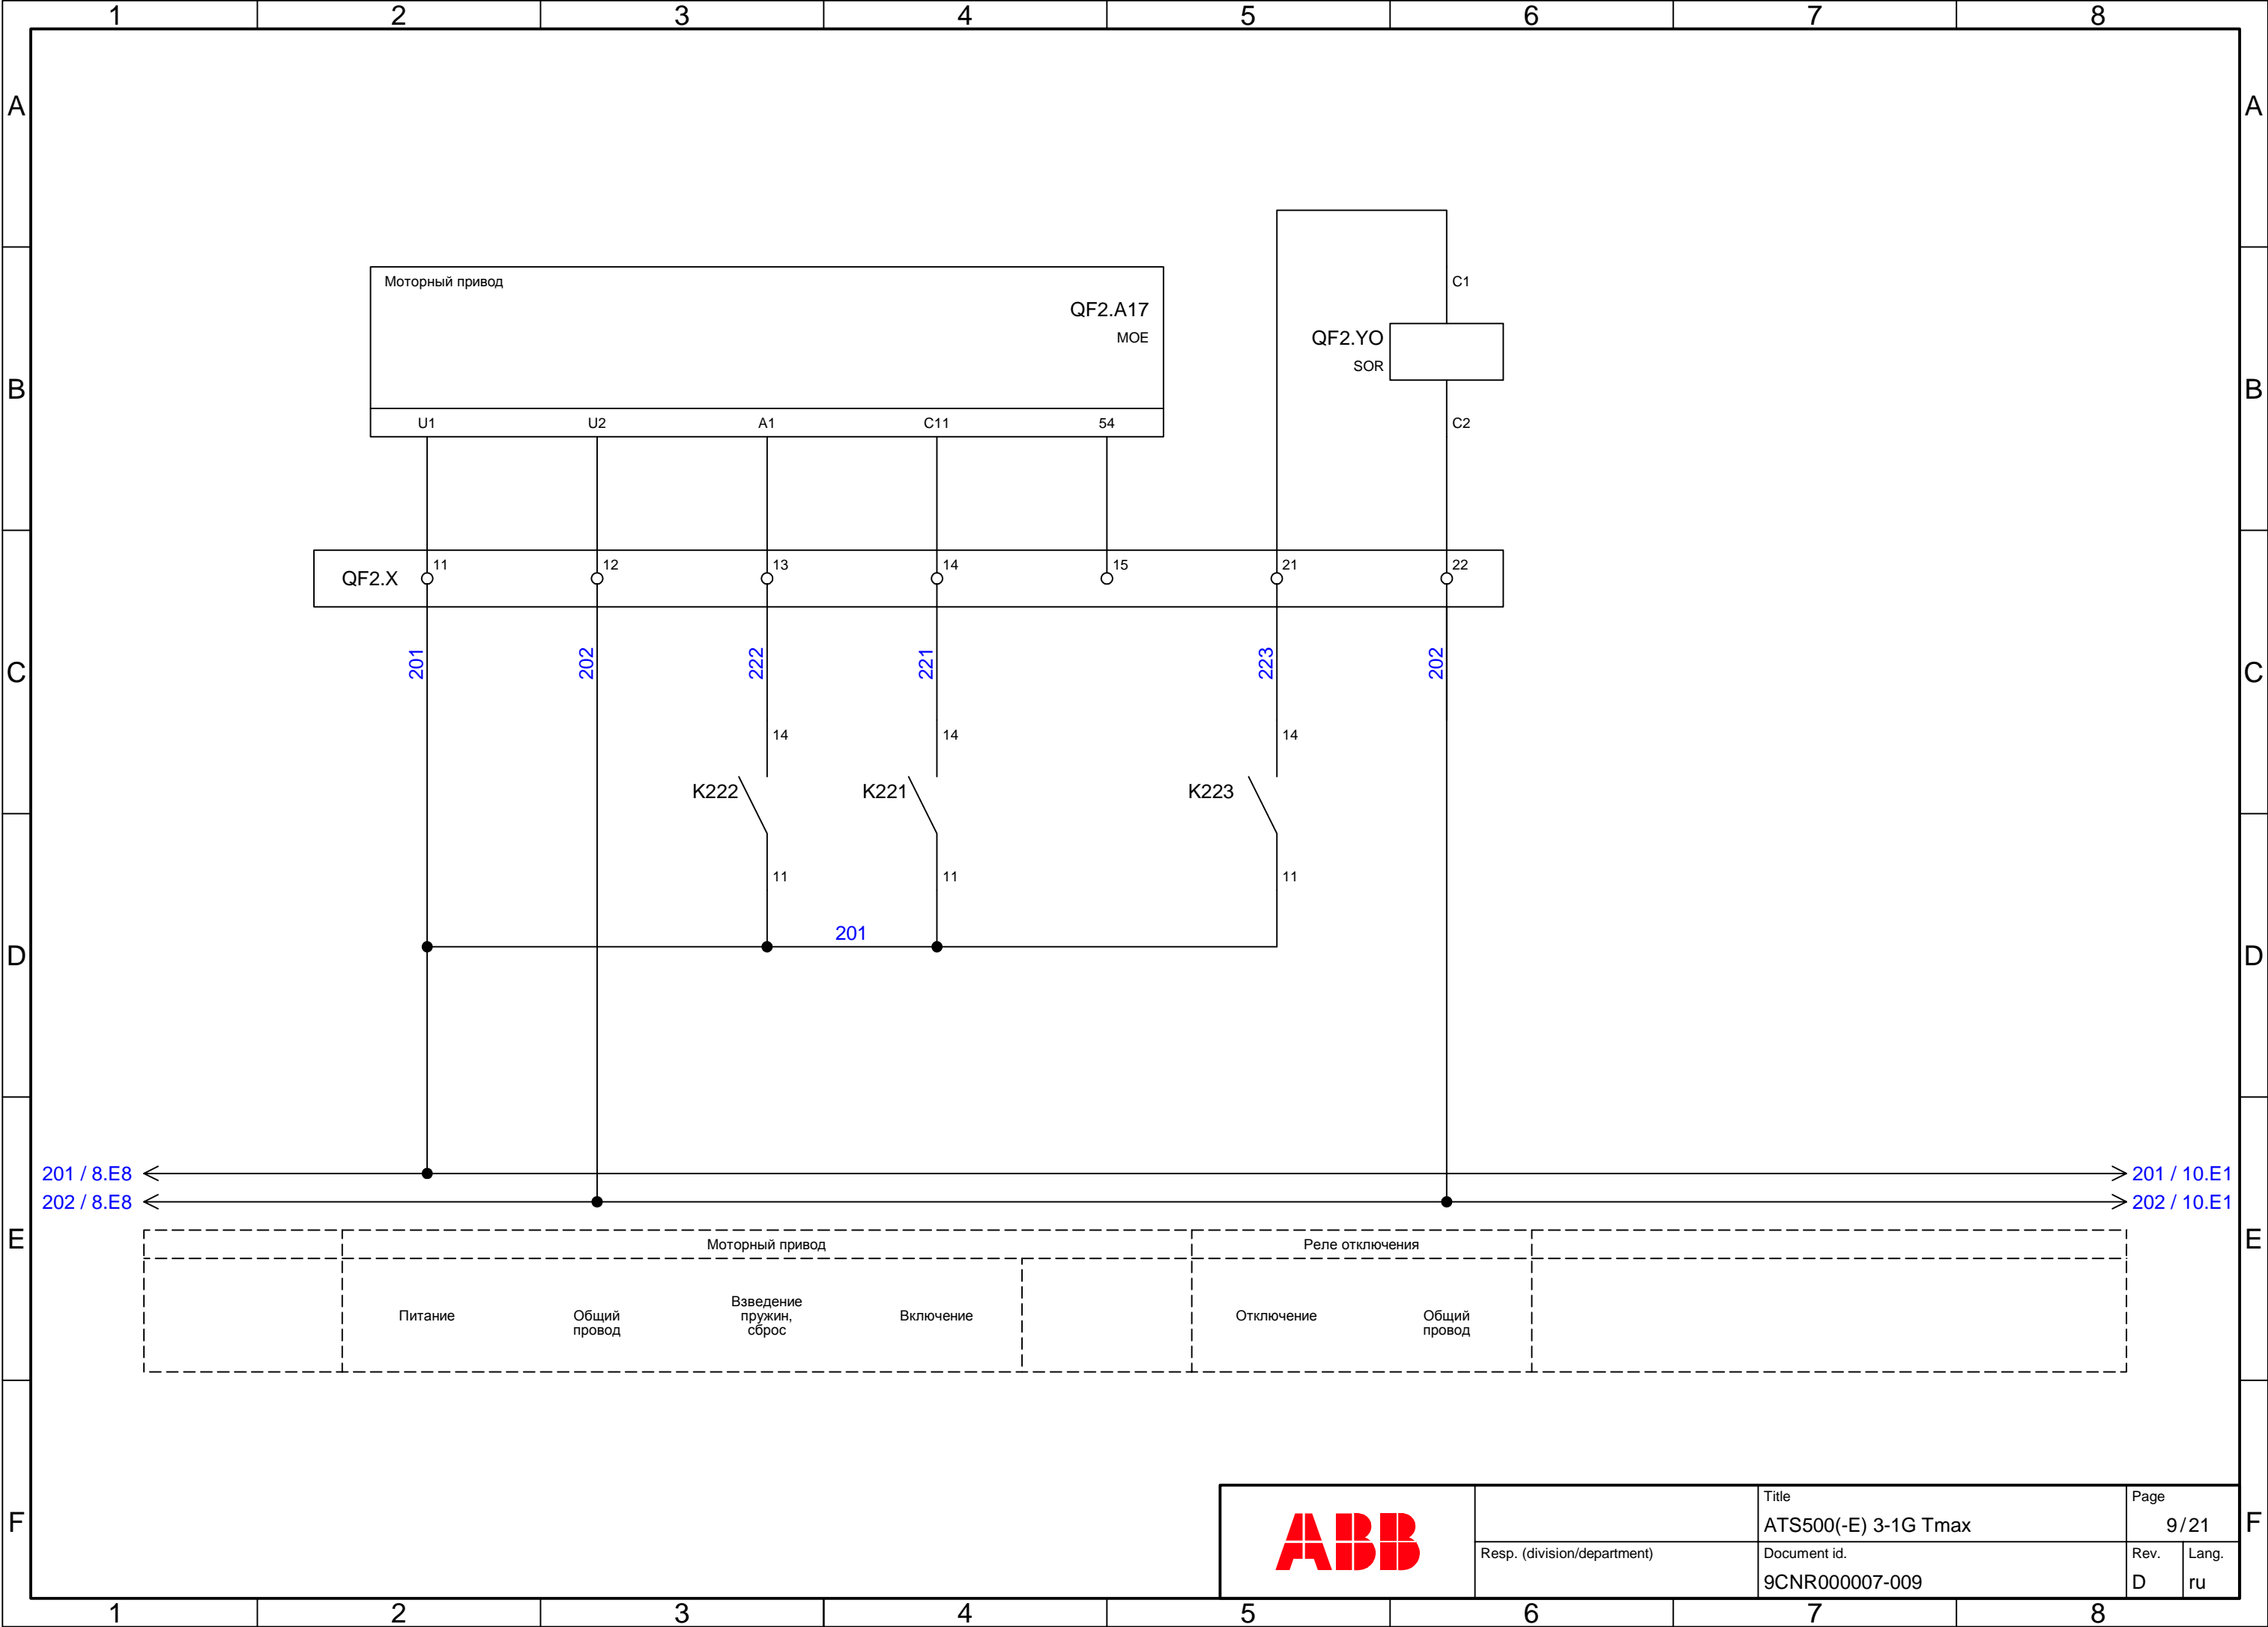 1 2 3 4 5 6 7 8
A A
Моторный привод
QF2.A17
MOE
C1
QF2.YO
SOR
B B
U1 U2 A1 C11 54
C2
QF2.X 11 12 13 14 15 21 22
201 202 222 221 223 202
C C
14 14 14
K222 K221 K223
11 11 11
201
D D
201 / 8.E8 201 / 10.E1
202 / 8.E8 202 / 10.E1
E E
Моторный привод Реле отключения
Питание
Общий
провод
Взведение
пружин,
сброс
Включение
Отключение
Общий
провод
F F
ABB
Title
ATS500(-E) 3-1G Tmax
Page
9/21
Resp. (division/department)
Document id.
9CNR000007-009
Rev.
D
Lang.
ru
1 2 3 4 5 6 7 8